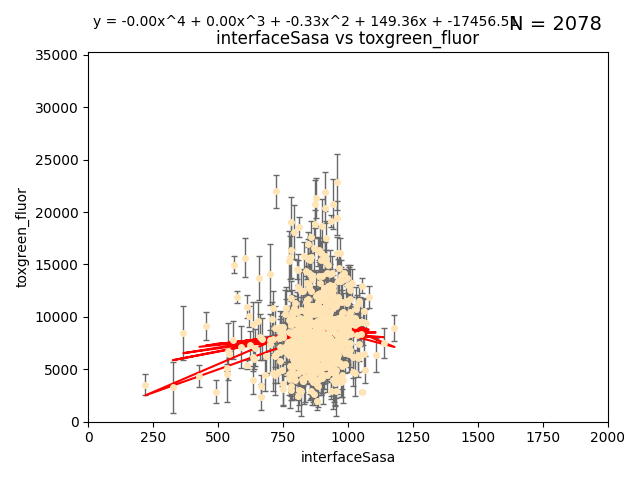 y = -0.00x^4 + 0.00x^3 + -0.33x^2 + 149.36x + -17456.5
N = 2078
interfaceSasa vs toxgreen_fluor
35000
30000
25000
20000
15000
10000
5000
0
toxgreen_fluor
0 250 500 750 1000 1250 1500 1750 2000
interfaceSasa